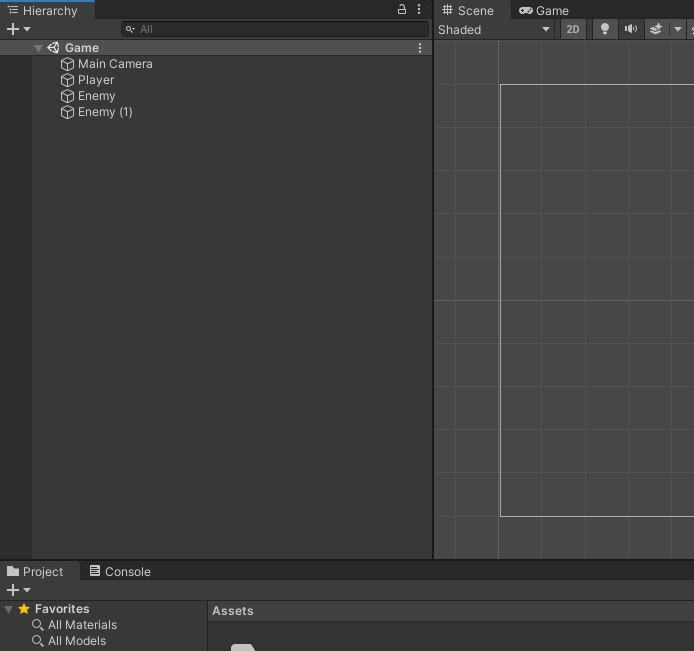 Hierarchy
All
Game
Main Camera
Player
Enemy
Enemy (1)
Scene Game
Shaded 2D
Project Console
Favorites
All Materials
All Models
Assets